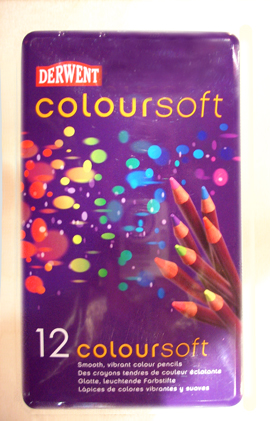 DERWENT
coloursoft
12 coloursoft
Smooth, vibrant colour pencils
Des crayons tendres de couleur éclatante
Glatte, leuchtende Farbstifte
Lápices de colores vibrantes y suaves